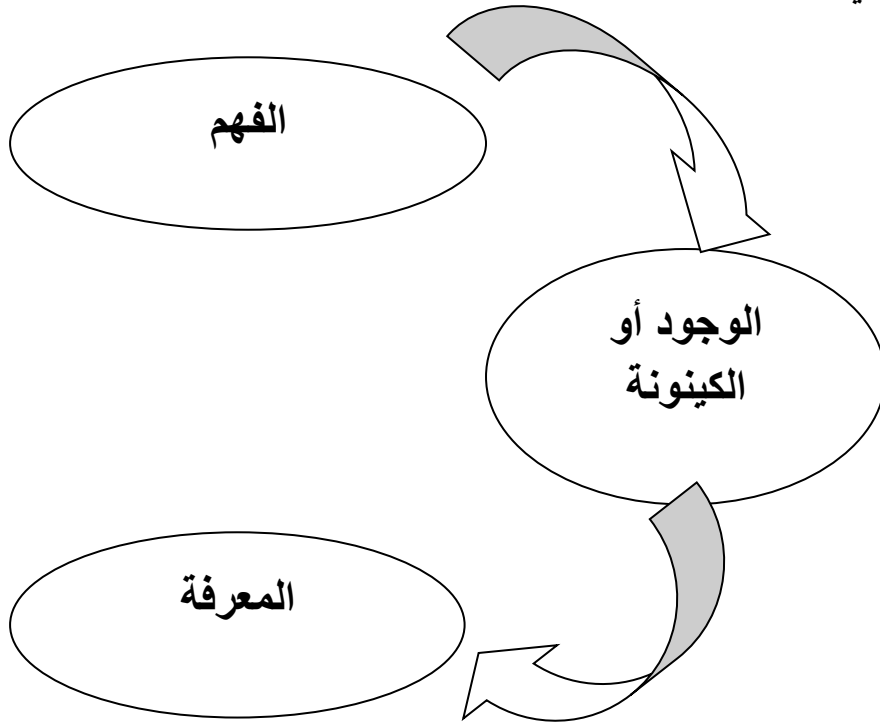 الفهم
الوجود أو
الكينونة
المعرفة